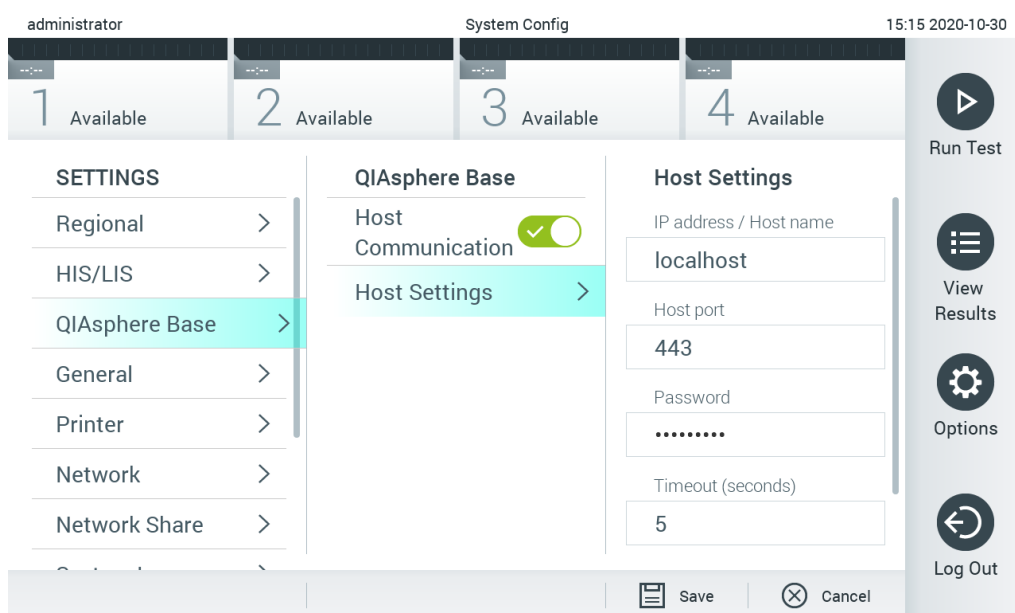 administrator
System Config
15:15 2020-10-30
--:--
--:--
--:--
--:--
1 Available
2 Available
3 Available
4 Available
Run Test
View
Results
Options
Log Out
SETTINGS
Regional
HIS/LIS
QIAsphere Base
General
Printer
Network
Network Share
QIAsphere Base
Host
Communication
Host Settings
Host Settings
IP address / Host name
localhost
Host port
443
Password
•••••••••
Timeout (seconds)
5
Save
Cancel